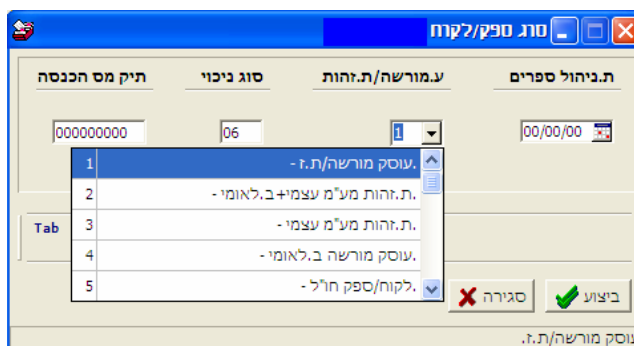 סווג ספק/לקוח
ת.ניהול ספרים ע.מורשה/ת.זהות סוג ניכוי תיק מס הכנסה
00/00/00 1 06 000000000
1 .עוסק מורשה/ת.ז -
2 .ת.זהות מע"מ עצמי+ב.לאומי -
3 .ת.זהות מע"מ עצמי -
4 .עוסק מורשה ב.לאומי -
5 .לקוח/ספק חו"ל -
Tab
ביצוע סגירה
עוסק מורשה/ת.ז.